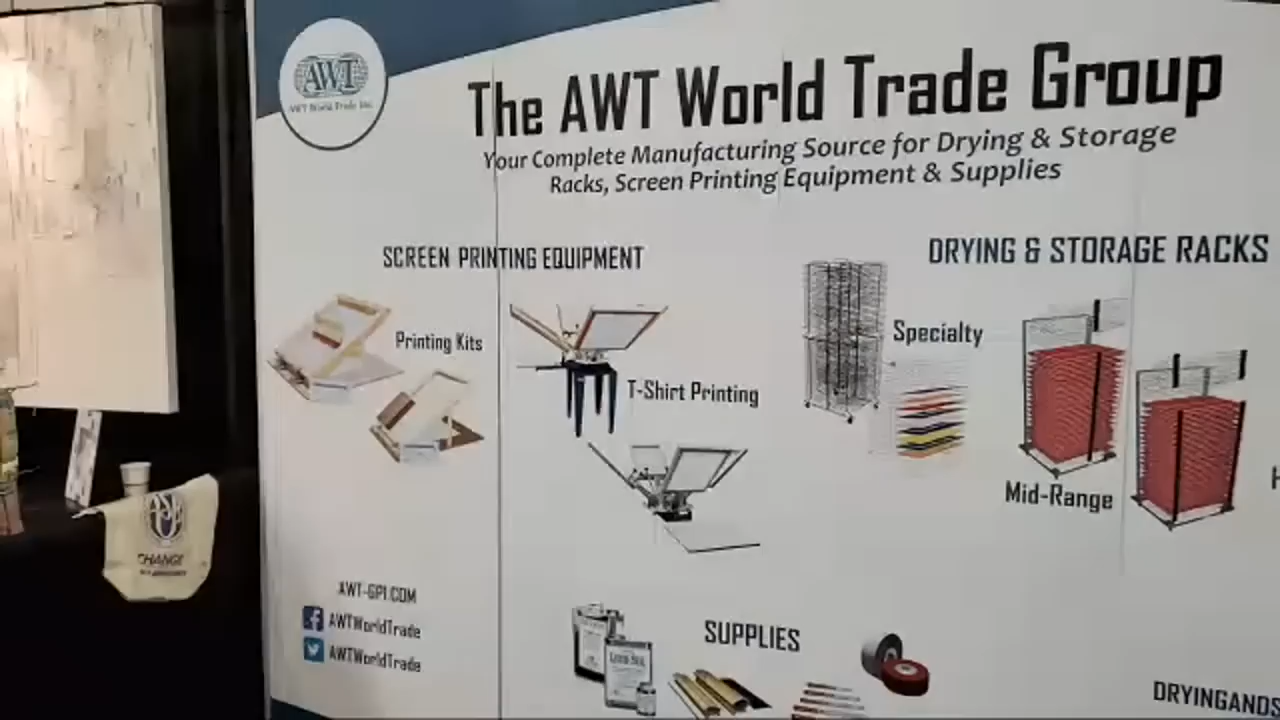 AWT
AWT World Trade Inc.
The AWT World Trade Group
Your Complete Manufacturing Source for Drying & Storage
Racks, Screen Printing Equipment & Supplies
SCREEN PRINTING EQUIPMENT
DRYING & STORAGE RACKS
Printing Kits
T-Shirt Printing
Specialty
Mid-Range
H
CHANGE
AWT-GPI.COM
AWTWorldTrade
AWTWorldTrade
SUPPLIES
DRYINGANDS